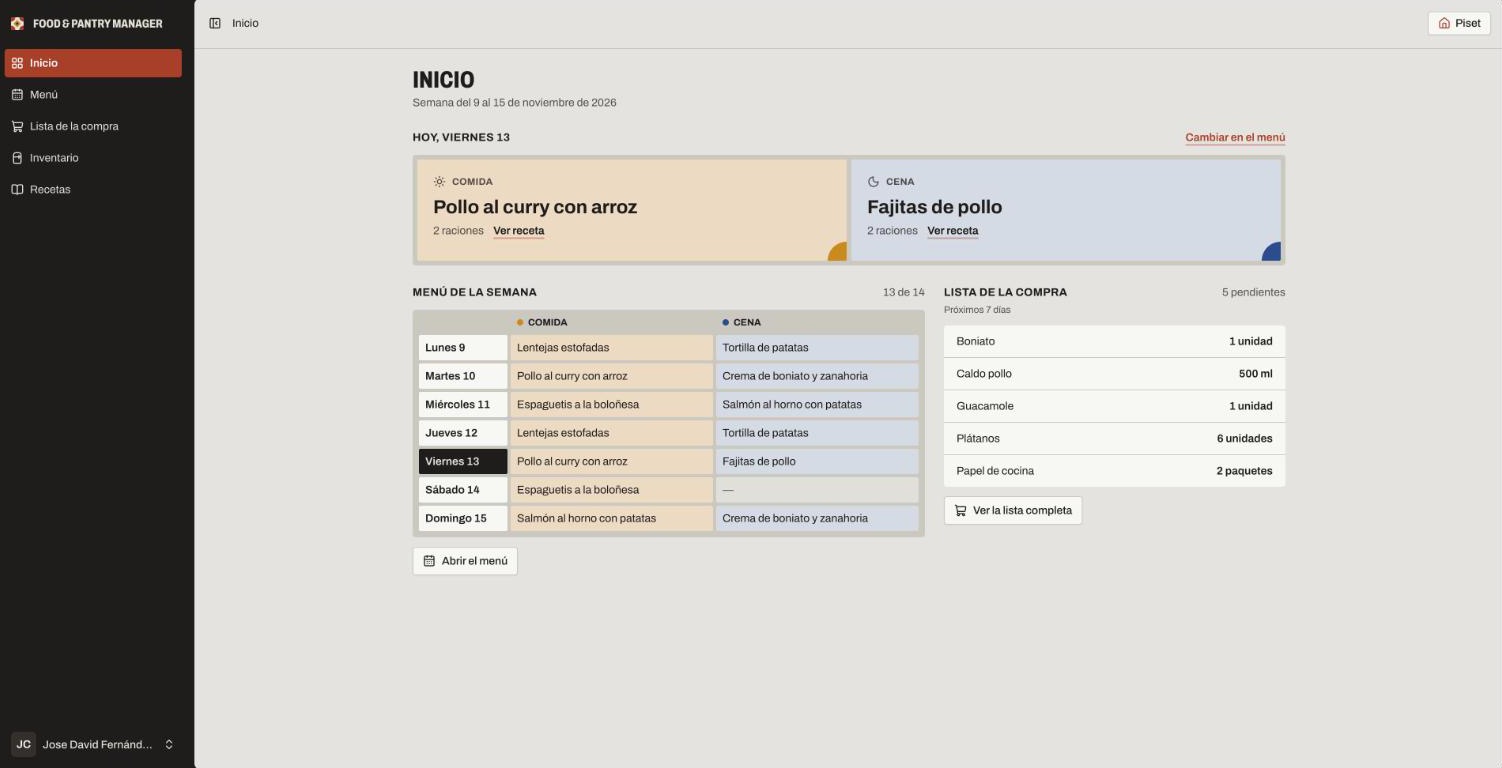 FOOD & PANTRY MANAGER
Inicio
Menú
Lista de la compra
Inventario
Recetas
JC Jose David Fernánd...
Inicio
Piset
INICIO
Semana del 9 al 15 de noviembre de 2026
HOY, VIERNES 13
Cambiar en el menú
COMIDA
Pollo al curry con arroz
2 raciones Ver receta
CENA
Fajitas de pollo
2 raciones Ver receta
MENÚ DE LA SEMANA 13 de 14
COMIDA CENA
Lunes 9 Lentejas estofadas Tortilla de patatas
Martes 10 Pollo al curry con arroz Crema de boniato y zanahoria
Miércoles 11 Espaguetis a la boloñesa Salmón al horno con patatas
Jueves 12 Lentejas estofadas Tortilla de patatas
Viernes 13 Pollo al curry con arroz Fajitas de pollo
Sábado 14 Espaguetis a la boloñesa —
Domingo 15 Salmón al horno con patatas Crema de boniato y zanahoria
Abrir el menú
LISTA DE LA COMPRA 5 pendientes
Próximos 7 días
Boniato 1 unidad
Caldo pollo 500 ml
Guacamole 1 unidad
Plátanos 6 unidades
Papel de cocina 2 paquetes
Ver la lista completa